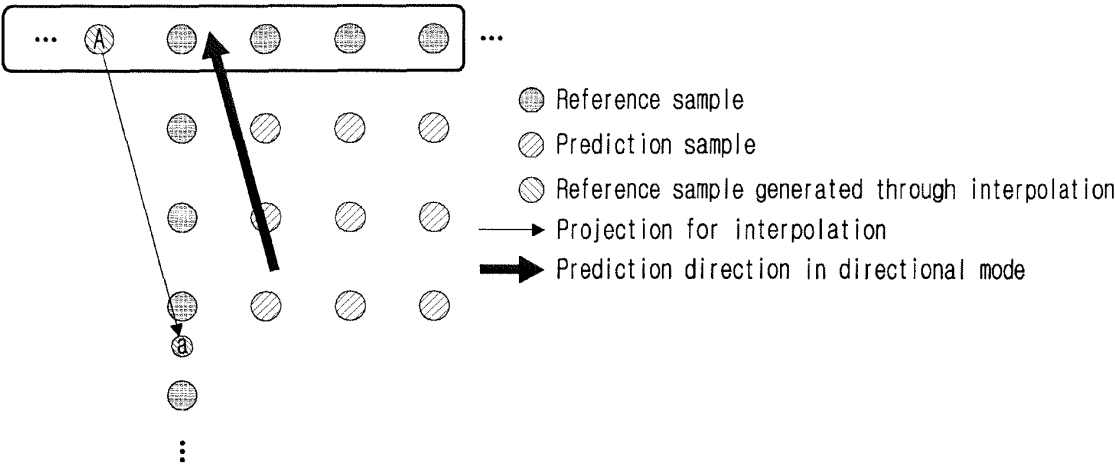 ... A ...
Reference sample
Prediction sample
Reference sample generated through interpolation
Projection for interpolation
Prediction direction in directional mode
a
...